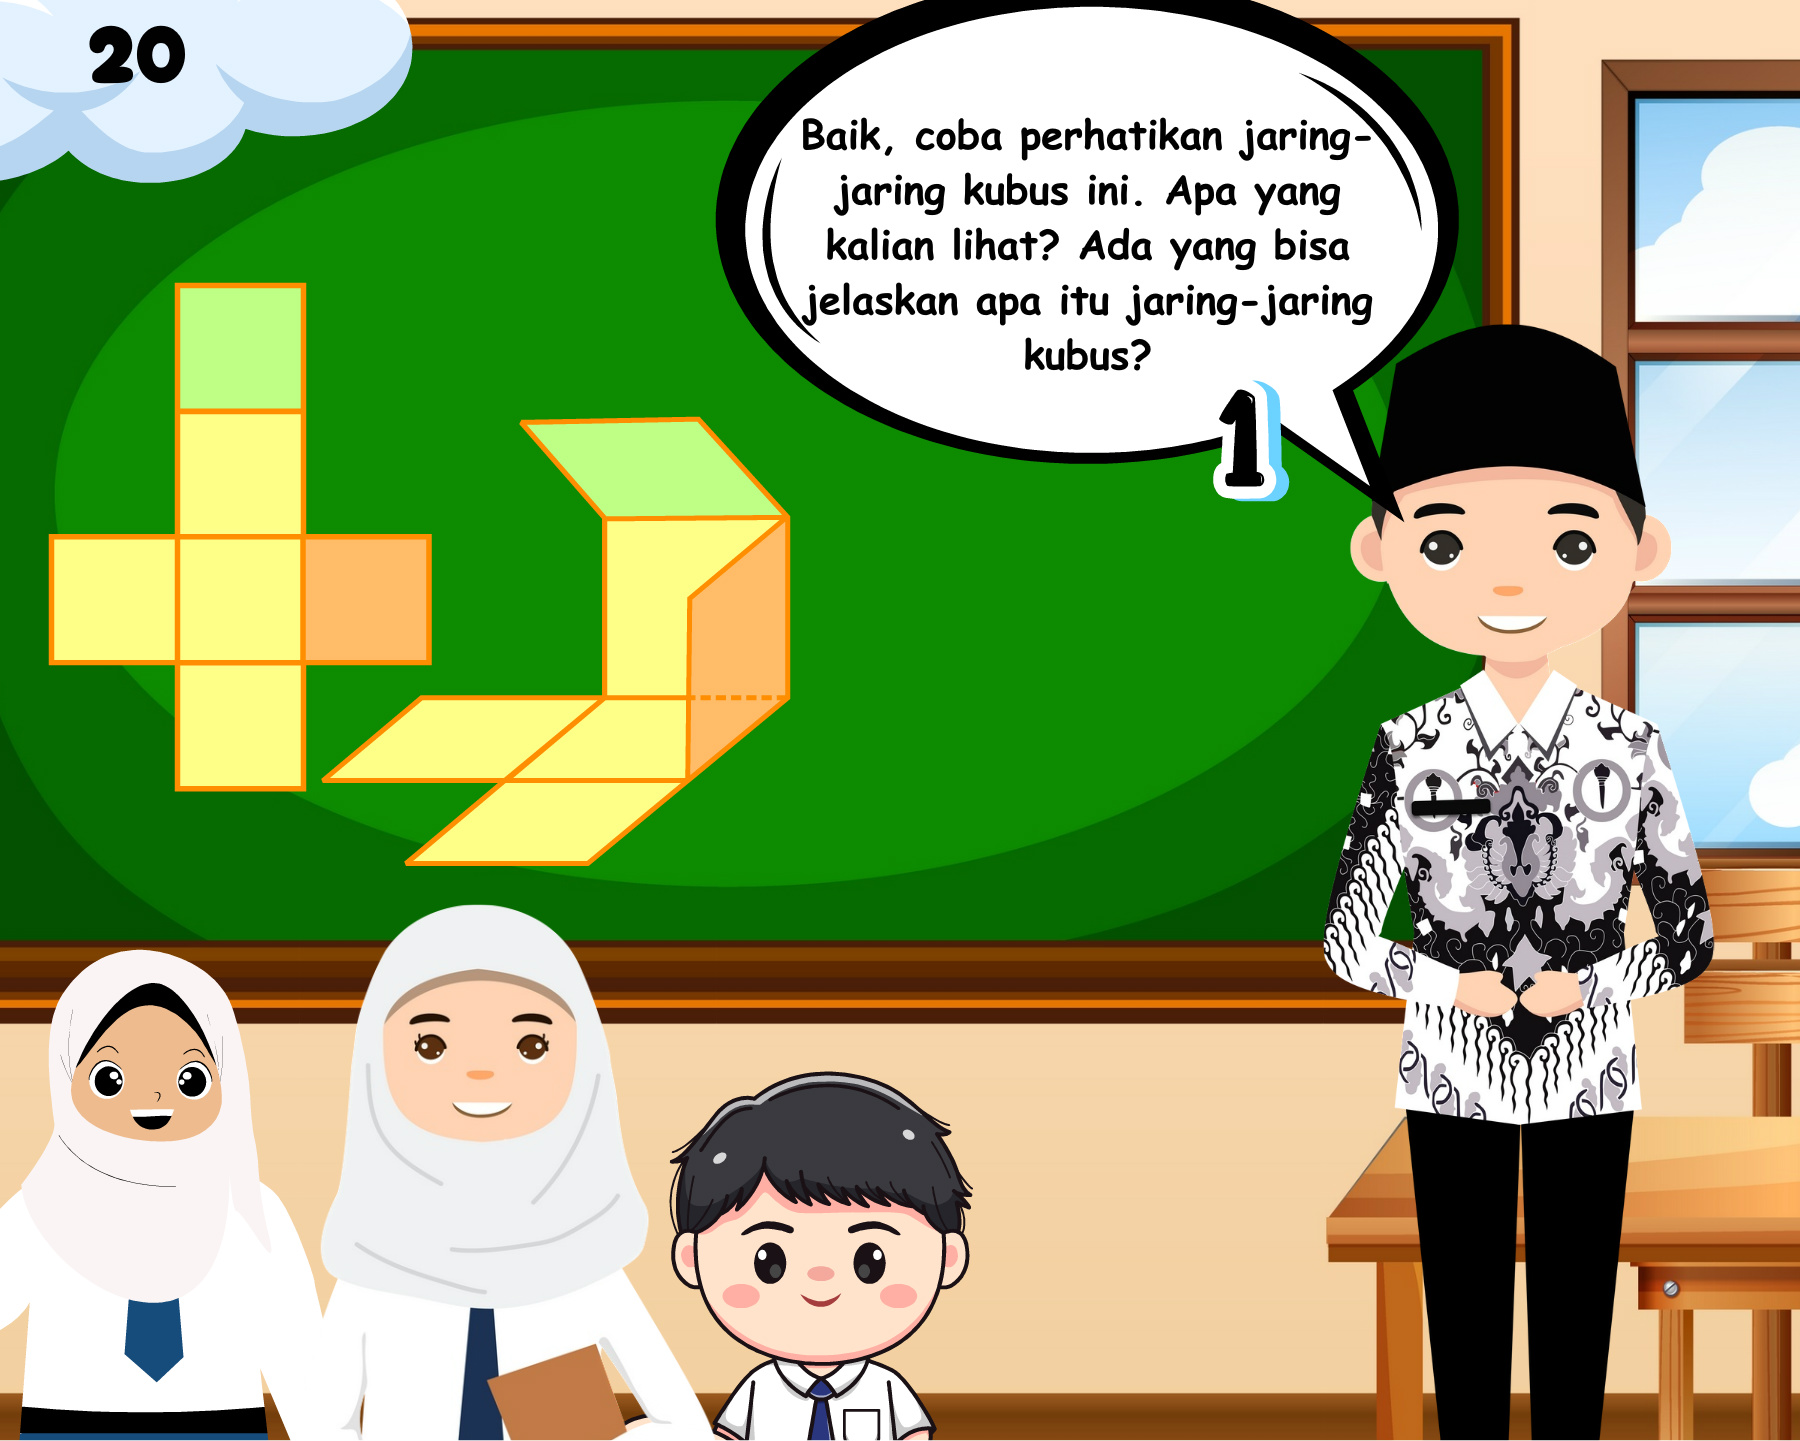 20
Baik, coba perhatikan jaring-
jaring kubus ini. Apa yang
kalian lihat? Ada yang bisa
jelaskan apa itu jaring-jaring
kubus?
1